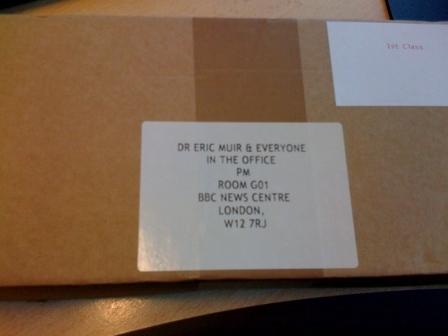 1st Class
DR ERIC MUIR & EVERYONE
IN THE OFFICE
PM
ROOM G01
BBC NEWS CENTRE
LONDON,
W12 7RJ